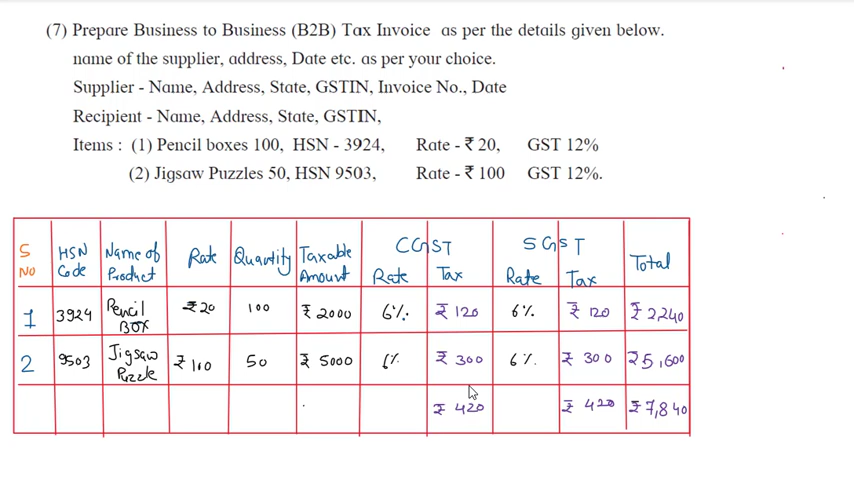 (7) Prepare Business to Business (B2B) Tax Invoice as per the details given below.
name of the supplier, address, Date etc. as per your choice.
Supplier - Name, Address, State, GSTIN, Invoice No., Date
Recipient - Name, Address, State, GSTIN,
Items : (1) Pencil boxes 100, HSN - 3924, Rate - ₹ 20, GST 12%
(2) Jigsaw Puzzles 50, HSN 9503, Rate - ₹ 100 GST 12%.
S No HSN Code Name of Product Rate Quantity Taxable Amount CGST Rate Tax SGST Rate Tax Total
1 3924 Pencil Box ₹20 100 ₹ 2000 6% ₹ 120 6% ₹ 120 ₹ 2,240
2 9503 Jigsaw Puzzle ₹ 100 50 ₹ 5000 6% ₹ 300 6% ₹ 300 ₹5,600
₹ 420 ₹ 420 ₹ 7,840